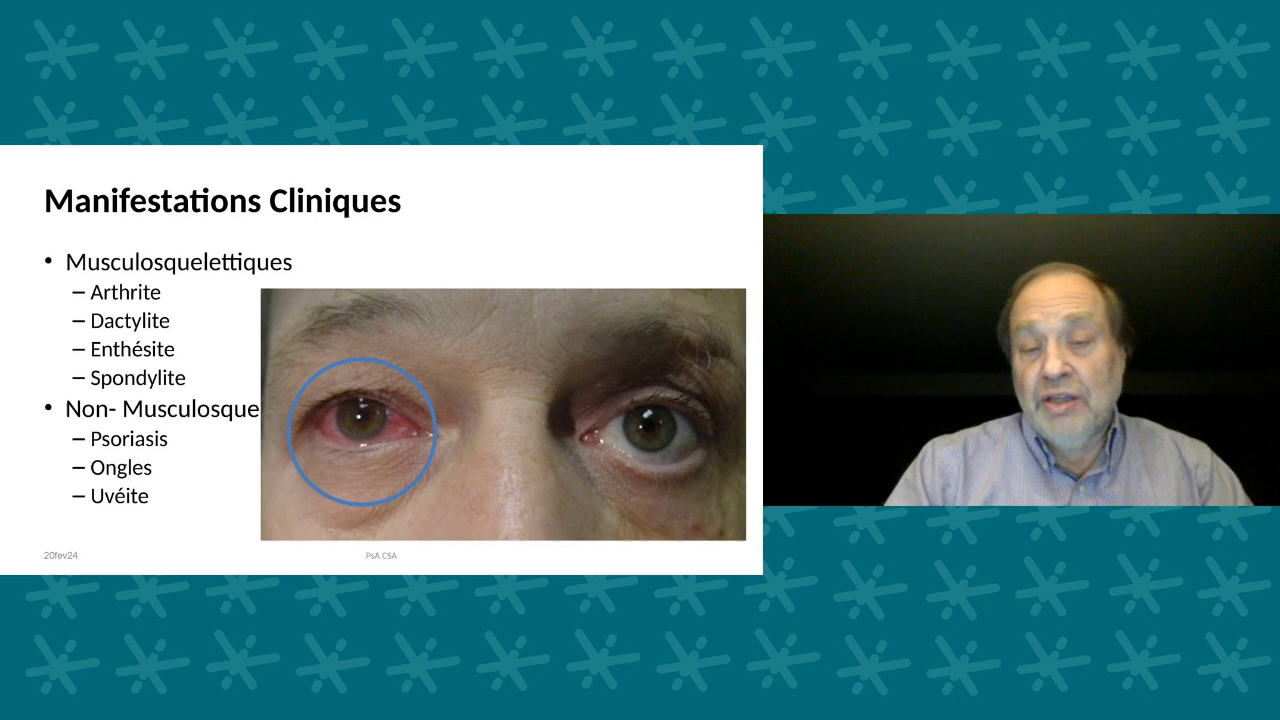 Manifestations Cliniques
• Musculosquelettiques
– Arthrite
– Dactylite
– Enthésite
– Spondylite
• Non- Musculosque
– Psoriasis
– Ongles
– Uvéite
20fev24
PsA CSA